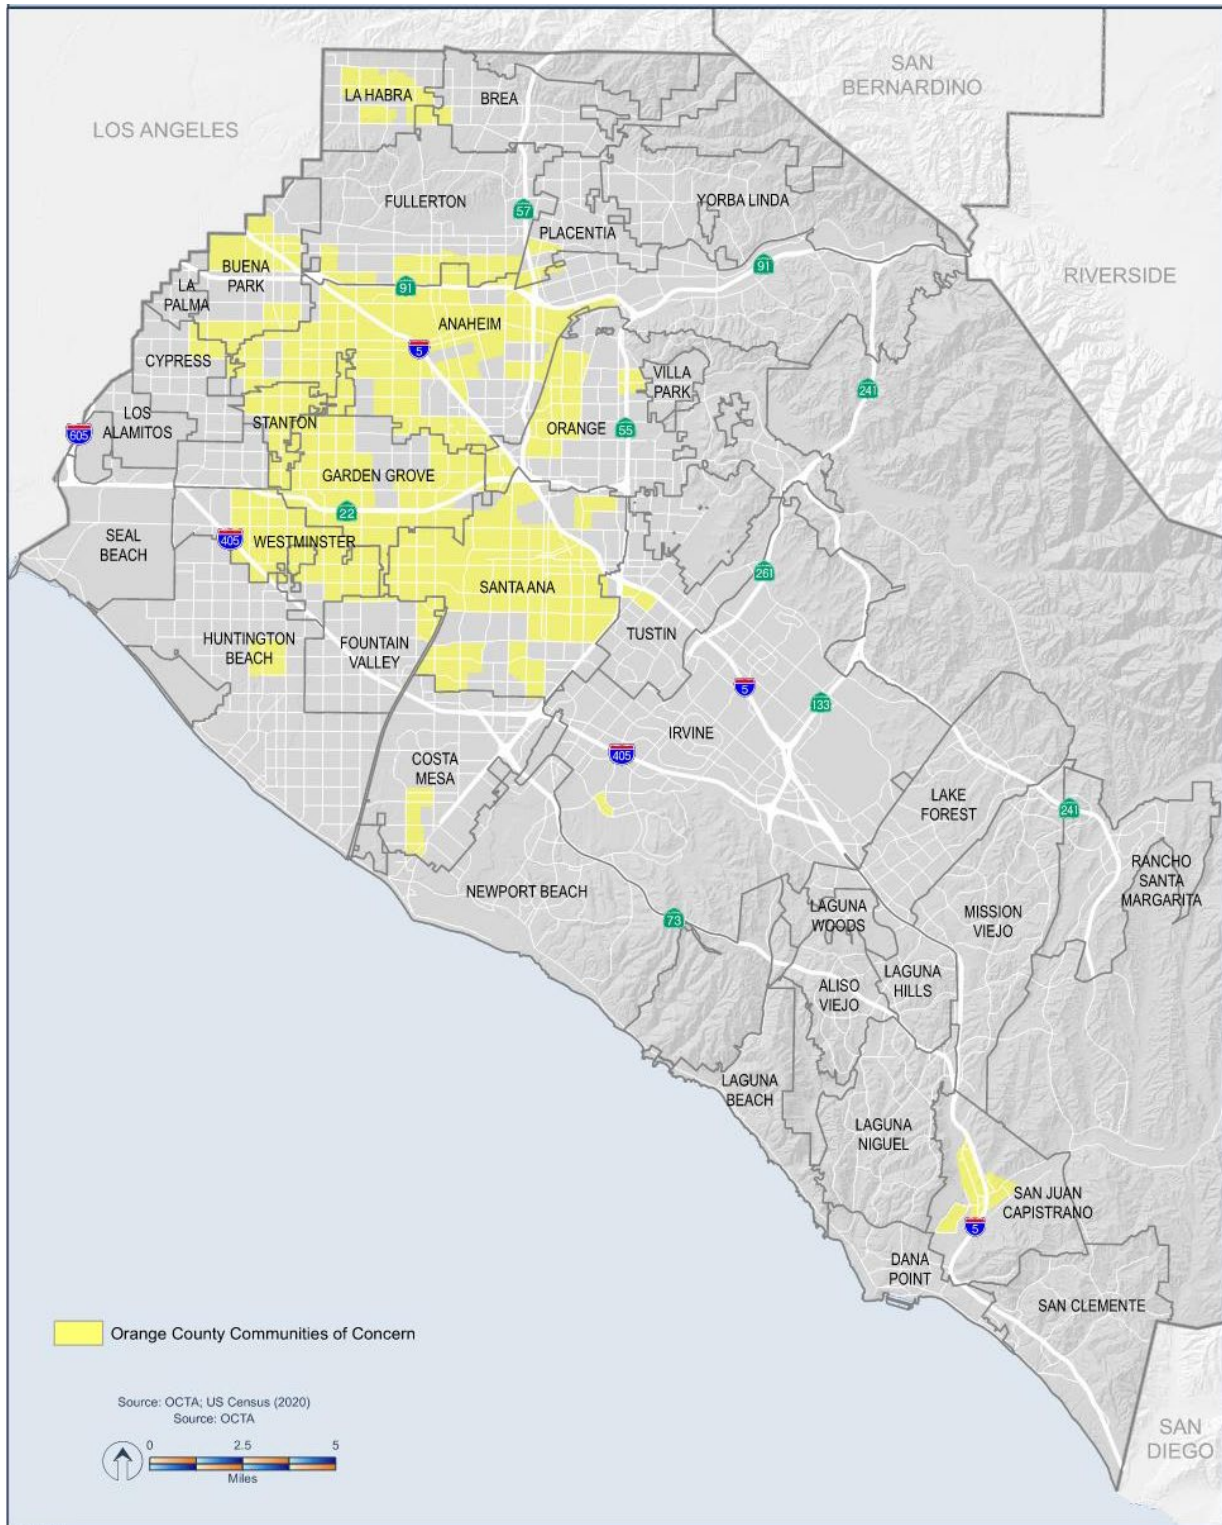 SAN
BERNARDINO
LOS ANGELES
LA HABRA
BREA
FULLERTON
57
YORBA LINDA
PLACENTIA
BUENA
PARK
91
RIVERSIDE
LA
PALMA
91
ANAHEIM
5
CYPRESS
VILLA
PARK
241
LOS
ALAMITOS
STANTON
ORANGE
55
605
GARDEN GROVE
22
SEAL
BEACH
405
WESTMINSTER
261
SANTA ANA
TUSTIN
HUNTINGTON
BEACH
FOUNTAIN
VALLEY
5
133
IRVINE
405
COSTA
MESA
LAKE
FOREST
241
RANCHO
SANTA
MARGARITA
NEWPORT BEACH
73
LAGUNA
WOODS
MISSION
VIEJO
LAGUNA
HILLS
ALISO
VIEJO
LAGUNA
BEACH
LAGUNA
NIGUEL
SAN JUAN
CAPISTRANO
5
DANA
POINT
SAN CLEMENTE
Orange County Communities of Concern
Source: OCTA; US Census (2020)
Source: OCTA
0 2.5 5
Miles
SAN
DIEGO